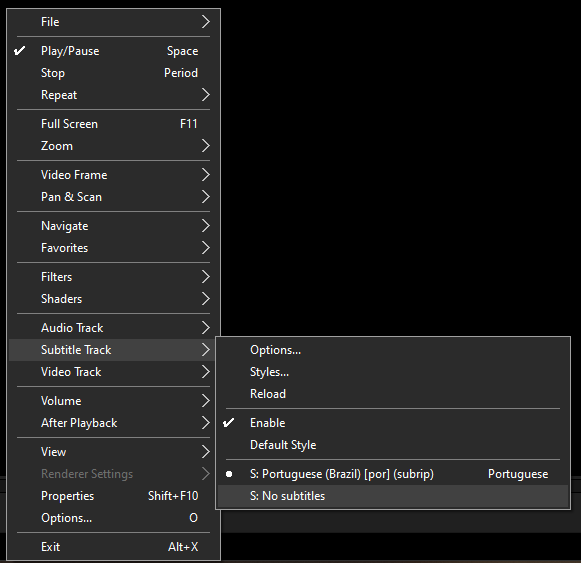 File
Play/Pause Space
Stop Period
Repeat
Full Screen F11
Zoom
Video Frame
Pan & Scan
Navigate
Favorites
Filters
Shaders
Audio Track
Subtitle Track
Video Track
Volume
After Playback
View
Renderer Settings
Properties Shift+F10
Options... O
Exit Alt+X
Options...
Styles...
Reload
Enable
Default Style
S: Portuguese (Brazil) [por] (subrip) Portuguese
S: No subtitles